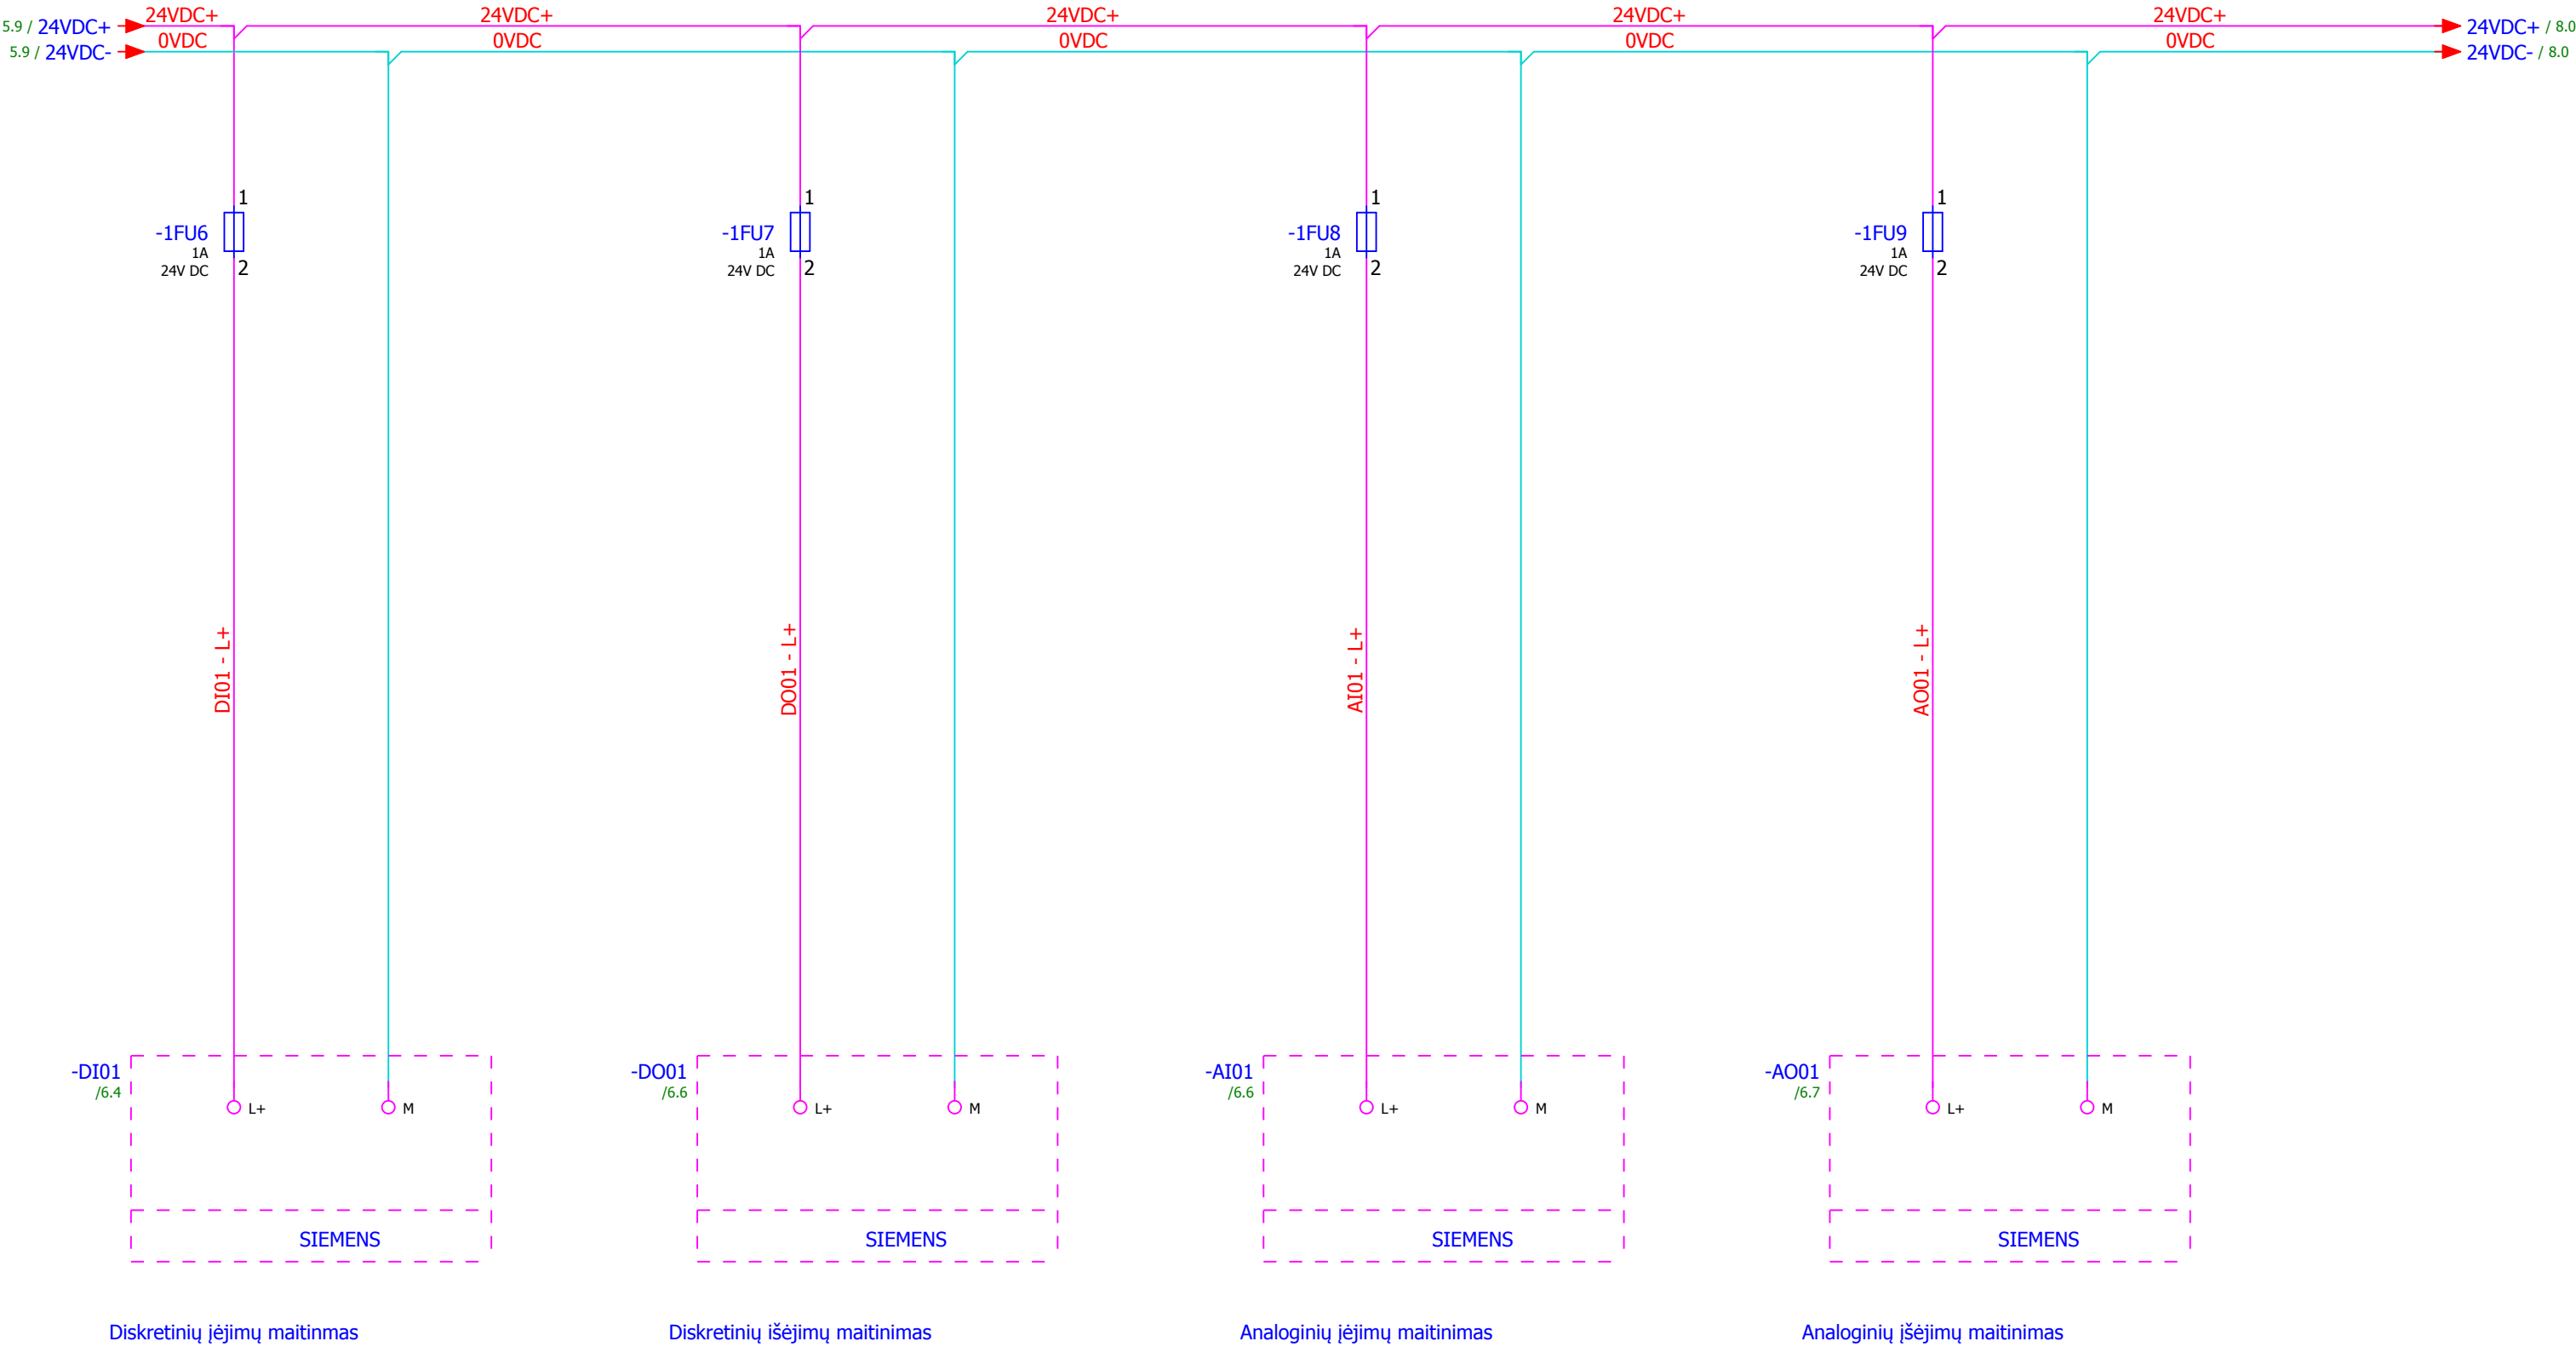 24VDC+ 24VDC+ 24VDC+ 24VDC+ 24VDC+
5.9 / 24VDC+ 24VDC+ / 8.0
0VDC 0VDC 0VDC 0VDC 0VDC
5.9 / 24VDC- 24VDC- / 8.0
1 1 1 1
-1FU6 -1FU7 -1FU8 -1FU9
1A 1A 1A 1A
24V DC 2 24V DC 2 24V DC 2 24V DC 2
DI01 - L+ DO01 - L+ AI01 - L+ AO01 - L+
-DI01 -DO01 -AI01 -AO01
/6.4 /6.6 /6.6 /6.7
L+ M L+ M L+ M L+ M
SIEMENS SIEMENS SIEMENS SIEMENS
Diskretinių įėjimų maitinmas Diskretinių išėjimų maitinimas Analoginių įėjimų maitinimas Analoginių įšėjimų maitinimas